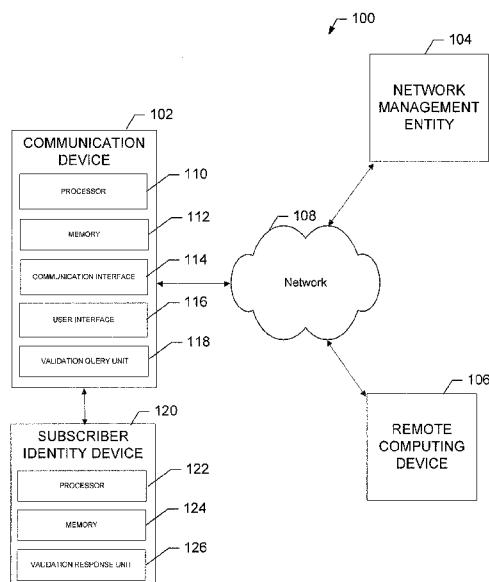 100
104
NETWORK
MANAGEMENT
ENTITY
102
COMMUNICATION
DEVICE
PROCESSOR
110
MEMORY
112
COMMUNICATION INTERFACE
114
USER INTERFACE
116
VALIDATION QUERY UNIT
118
108
Network
106
REMOTE
COMPUTING
DEVICE
120
SUBSCRIBER
IDENTITY DEVICE
PROCESSOR
122
MEMORY
124
VALIDATION RESPONSE UNIT
126